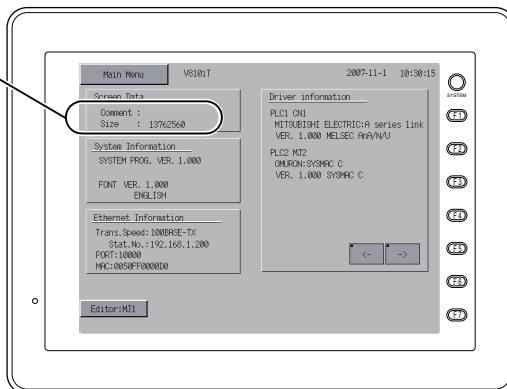 Main Menu V810iT 2007-11-1 10:30:15
SYSTEM
Screen Data
Comment :
Size : 13762560
System Information
SYSTEM PROG. VER. 1.000
FONT VER. 1.000
ENGLISH
Ethernet Information
Trans.Speed:100BASE-TX
Stat.No.:192.168.1.200
PORT:10000
MAC:0050FF0000D0
Driver information
PLC1 CN1
MITSUBISHI ELECTRIC:A series link
VER. 1.000 MELSEC AnA/N/U
PLC2 MJ2
OMURON:SYSMAC C
VER. 1.000 SYSMAC C
<- ->
Editor:MJ1
F1
F2
F3
F4
F5
F6
F7